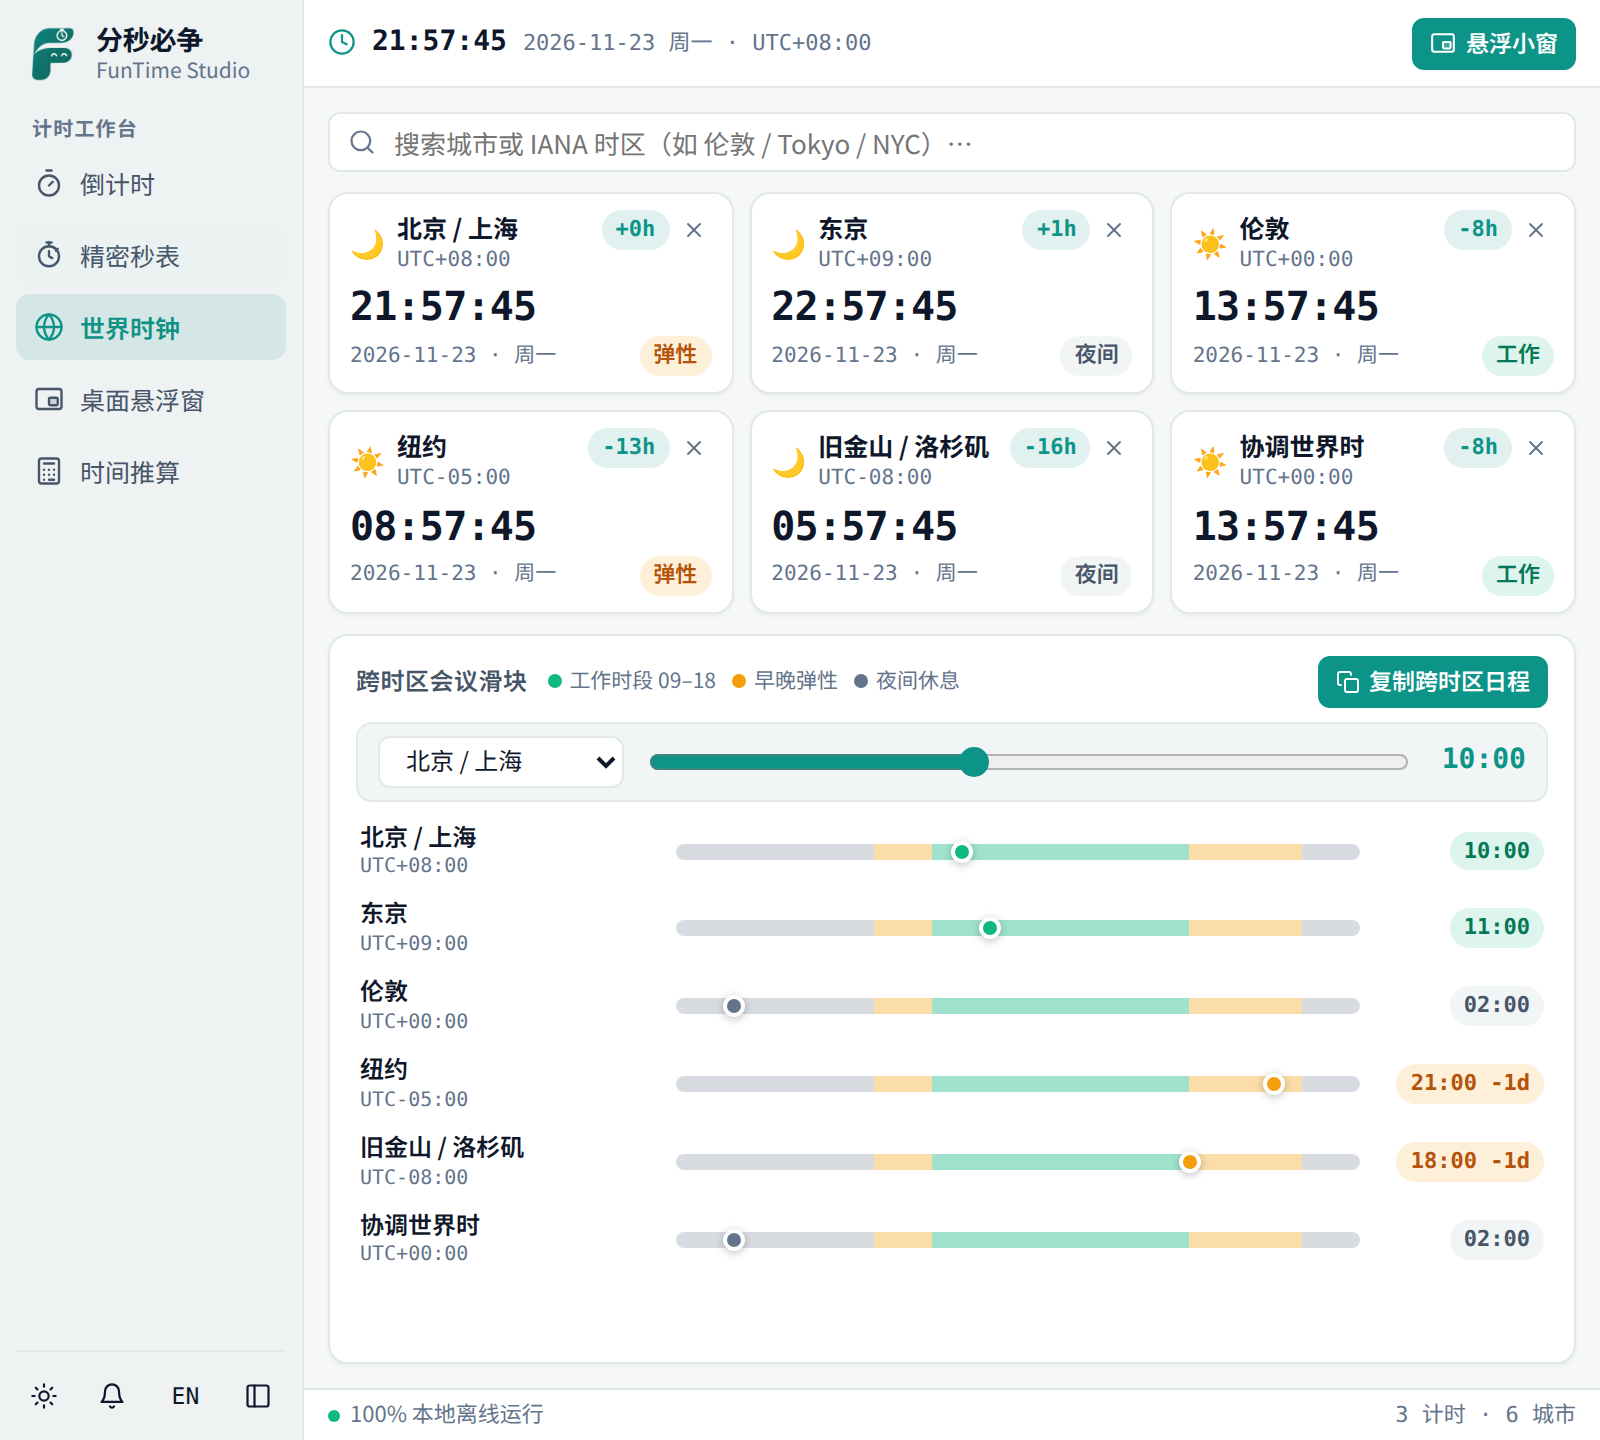 分秒必争
FunTime Studio
计时工作台
倒计时
精密秒表
世界时钟
桌面悬浮窗
时间推算
EN
21:57:45 2026-11-23 周一 · UTC+08:00
悬浮小窗
搜索城市或 IANA 时区（如 伦敦 / Tokyo / NYC）…
北京 / 上海 +0h
UTC+08:00
21:57:45
2026-11-23 · 周一 弹性
东京 +1h
UTC+09:00
22:57:45
2026-11-23 · 周一 夜间
伦敦 -8h
UTC+00:00
13:57:45
2026-11-23 · 周一 工作
纽约 -13h
UTC-05:00
08:57:45
2026-11-23 · 周一 弹性
旧金山 / 洛杉矶 -16h
UTC-08:00
05:57:45
2026-11-23 · 周一 夜间
协调世界时 -8h
UTC+00:00
13:57:45
2026-11-23 · 周一 工作
跨时区会议滑块 工作时段 09–18 早晚弹性 夜间休息
复制跨时区日程
北京 / 上海 10:00
北京 / 上海 10:00
UTC+08:00
东京 11:00
UTC+09:00
伦敦 02:00
UTC+00:00
纽约 21:00 -1d
UTC-05:00
旧金山 / 洛杉矶 18:00 -1d
UTC-08:00
协调世界时 02:00
UTC+00:00
100% 本地离线运行
3 计时 · 6 城市